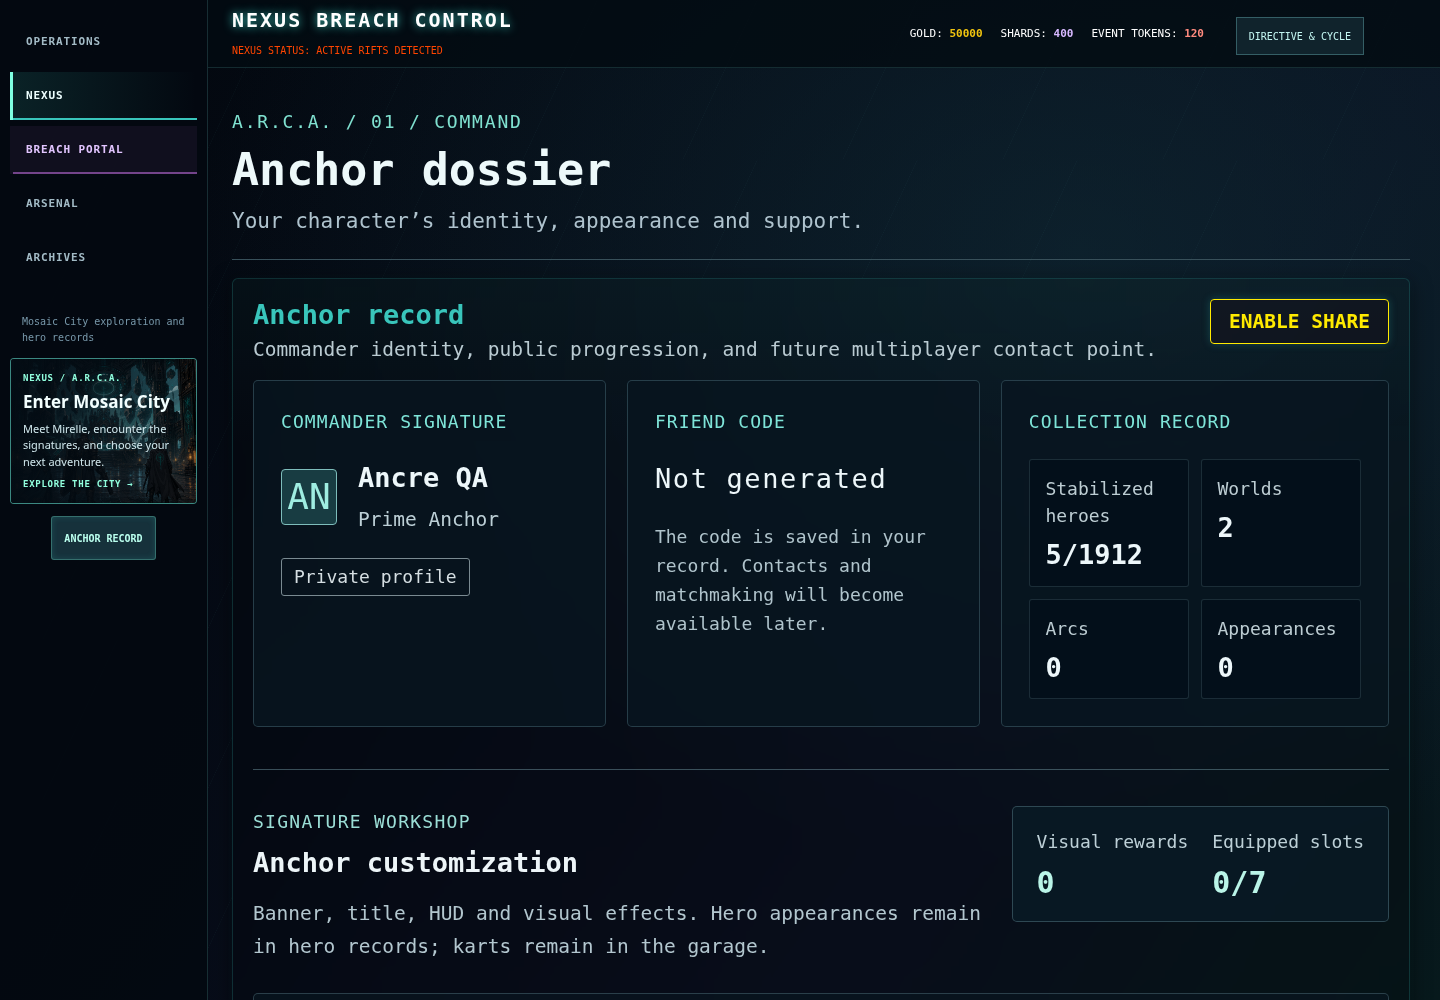 OPERATIONS
NEXUS
BREACH PORTAL
ARSENAL
ARCHIVES
Mosaic City exploration and
hero records
NEXUS / A.R.C.A.
Enter Mosaic City
Meet Mirelle, encounter the
signatures, and choose your
next adventure.
EXPLORE THE CITY →
ANCHOR RECORD
NEXUS BREACH CONTROL
NEXUS STATUS: ACTIVE RIFTS DETECTED
GOLD: 50000 SHARDS: 400 EVENT TOKENS: 120
DIRECTIVE & CYCLE
A.R.C.A. / 01 / COMMAND
Anchor dossier
Your character’s identity, appearance and support.
Anchor record
Commander identity, public progression, and future multiplayer contact point.
ENABLE SHARE
COMMANDER SIGNATURE
AN
Ancre QA
Prime Anchor
Private profile
FRIEND CODE
Not generated
The code is saved in your
record. Contacts and
matchmaking will become
available later.
COLLECTION RECORD
Stabilized
heroes
5/1912
Worlds
2
Arcs
0
Appearances
0
SIGNATURE WORKSHOP
Anchor customization
Banner, title, HUD and visual effects. Hero appearances remain
in hero records; karts remain in the garage.
Visual rewards
0
Equipped slots
0/7